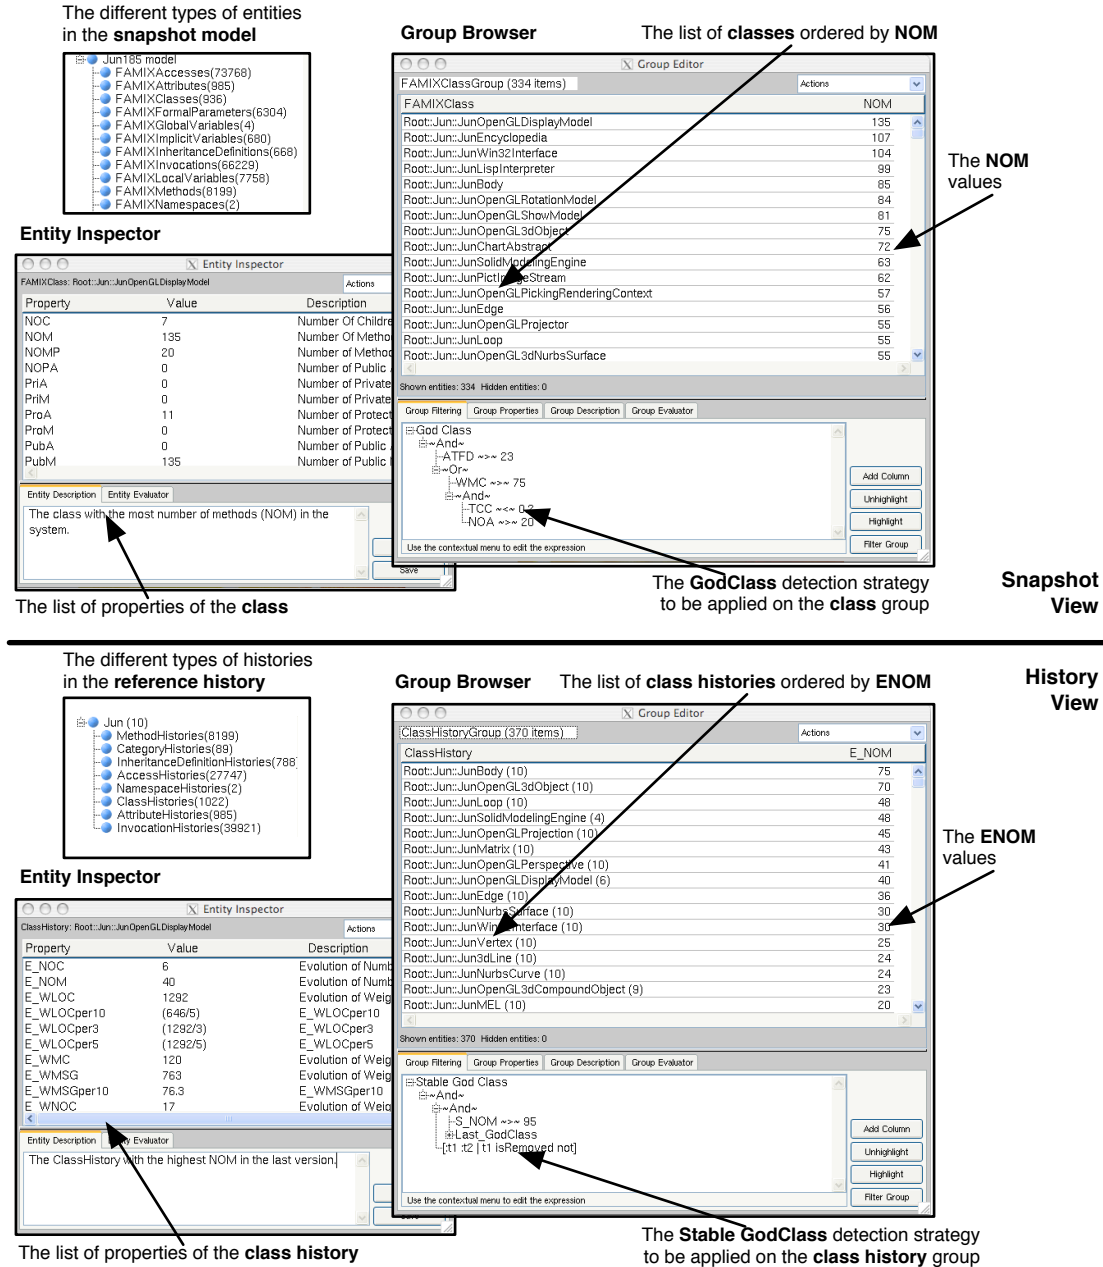 The different types of entities
in the snapshot model
Jun185 model
FAMIXAccesses(73768)
FAMIXAttributes(985)
FAMIXClasses(936)
FAMIXFormalParameters(6304)
FAMIXGlobalVariables(4)
FAMIXImplicitVariables(680)
FAMIXInheritanceDefinitions(668)
FAMIXInvocations(66229)
FAMIXLocalVariables(7758)
FAMIXMethods(8199)
FAMIXNamespaces(2)
Group Browser
The list of classes ordered by NOM
Group Editor
FAMIXClassGroup (334 items)
Actions
FAMIXClass NOM
Root::Jun::JunOpenGLDisplayModel 135
Root::Jun::JunEncyclopedia 107
Root::Jun::JunWin32Interface 104
Root::Jun::JunLispInterpreter 99
Root::Jun::JunBody 85
Root::Jun::JunOpenGLRotationModel 84
Root::Jun::JunOpenGLShowModel 81
Root::Jun::JunOpenGL3dObject 75
Root::Jun::JunChartAbstract 72
Root::Jun::JunSolidModelingEngine 63
Root::Jun::JunPictImageStream 62
Root::Jun::JunOpenGLPickingRenderingContext 57
Root::Jun::JunEdge 56
Root::Jun::JunOpenGLProjector 55
Root::Jun::JunLoop 55
Root::Jun::JunOpenGL3dNurbsSurface 55
Shown entities: 334 Hidden entities: 0
Group Filtering Group Properties Group Description Group Evaluator
God Class
~And~
ATFD ~>~ 23
~Or~
WMC ~>~ 75
~And~
TCC ~<~ 0.3
NOA ~>~ 20
Use the contextual menu to edit the expression
Add Column
Unhighlight
Highlight
Filter Group
The NOM
values
Entity Inspector
Entity Inspector
FAMIXClass: Root::Jun::JunOpenGLDisplayModel
Actions
Property Value Description
NOC 7 Number Of Childre
NOM 135 Number Of Metho
NOMP 20 Number of Method
NOPA 0 Number of Public
PriA 0 Number of Private
PriM 0 Number of Private
ProA 11 Number of Protect
ProM 0 Number of Protect
PubA 0 Number of Public
PubM 135 Number of Public
Entity Description Entity Evaluator
The class with the most number of methods (NOM) in the
system.
Save
The list of properties of the class
The GodClass detection strategy
to be applied on the class group
Snapshot
View
The different types of histories
in the reference history
Jun (10)
MethodHistories(8199)
CategoryHistories(89)
InheritanceDefinitionHistories(788
AccessHistories(27747)
NamespaceHistories(2)
ClassHistories(1022)
AttributeHistories(985)
InvocationHistories(39921)
Group Browser
The list of class histories ordered by ENOM
History
View
Group Editor
ClassHistoryGroup (370 items)
Actions
ClassHistory E_NOM
Root::Jun::JunBody (10) 75
Root::Jun::JunOpenGL3dObject (10) 70
Root::Jun::JunLoop (10) 48
Root::Jun::JunSolidModelingEngine (4) 48
Root::Jun::JunOpenGLProjection (10) 45
Root::Jun::JunMatrix (10) 43
Root::Jun::JunOpenGLPerspective (10) 41
Root::Jun::JunOpenGLDisplayModel (6) 40
Root::Jun::JunEdge (10) 36
Root::Jun::JunNurbsSurface (10) 30
Root::Jun::JunWin32Interface (10) 30
Root::Jun::JunVertex (10) 25
Root::Jun::Jun3dLine (10) 24
Root::Jun::JunNurbsCurve (10) 24
Root::Jun::JunOpenGL3dCompoundObject (9) 23
Root::Jun::JunMEL (10) 20
Shown entities: 370 Hidden entities: 0
Group Filtering Group Properties Group Description Group Evaluator
Stable God Class
~And~
~And~
S_NOM ~>~ 95
Last_GodClass
[:t1 :t2 | t1 isRemoved not]
Use the contextual menu to edit the expression
Add Column
Unhighlight
Highlight
Filter Group
The ENOM
values
Entity Inspector
Entity Inspector
ClassHistory: Root::Jun::JunOpenGLDisplayModel
Actions
Property Value Description
E_NOC 6 Evolution of Numb
E_NOM 40 Evolution of Numb
E_WLOC 1292 Evolution of Weig
E_WLOCper10 (646/5) E_WLOCper10
E_WLOCper3 (1292/3) E_WLOCper3
E_WLOCper5 (1292/5) E_WLOCper5
E_WMC 120 Evolution of Weig
E_WMSG 763 Evolution of Weig
E_WMSGper10 76.3 E_WMSGper10
E_WNOC 17 Evolution of Weig
Entity Description Entity Evaluator
The ClassHistory with the highest NOM in the last version.
Save
The list of properties of the class history
The Stable GodClass detection strategy
to be applied on the class history group